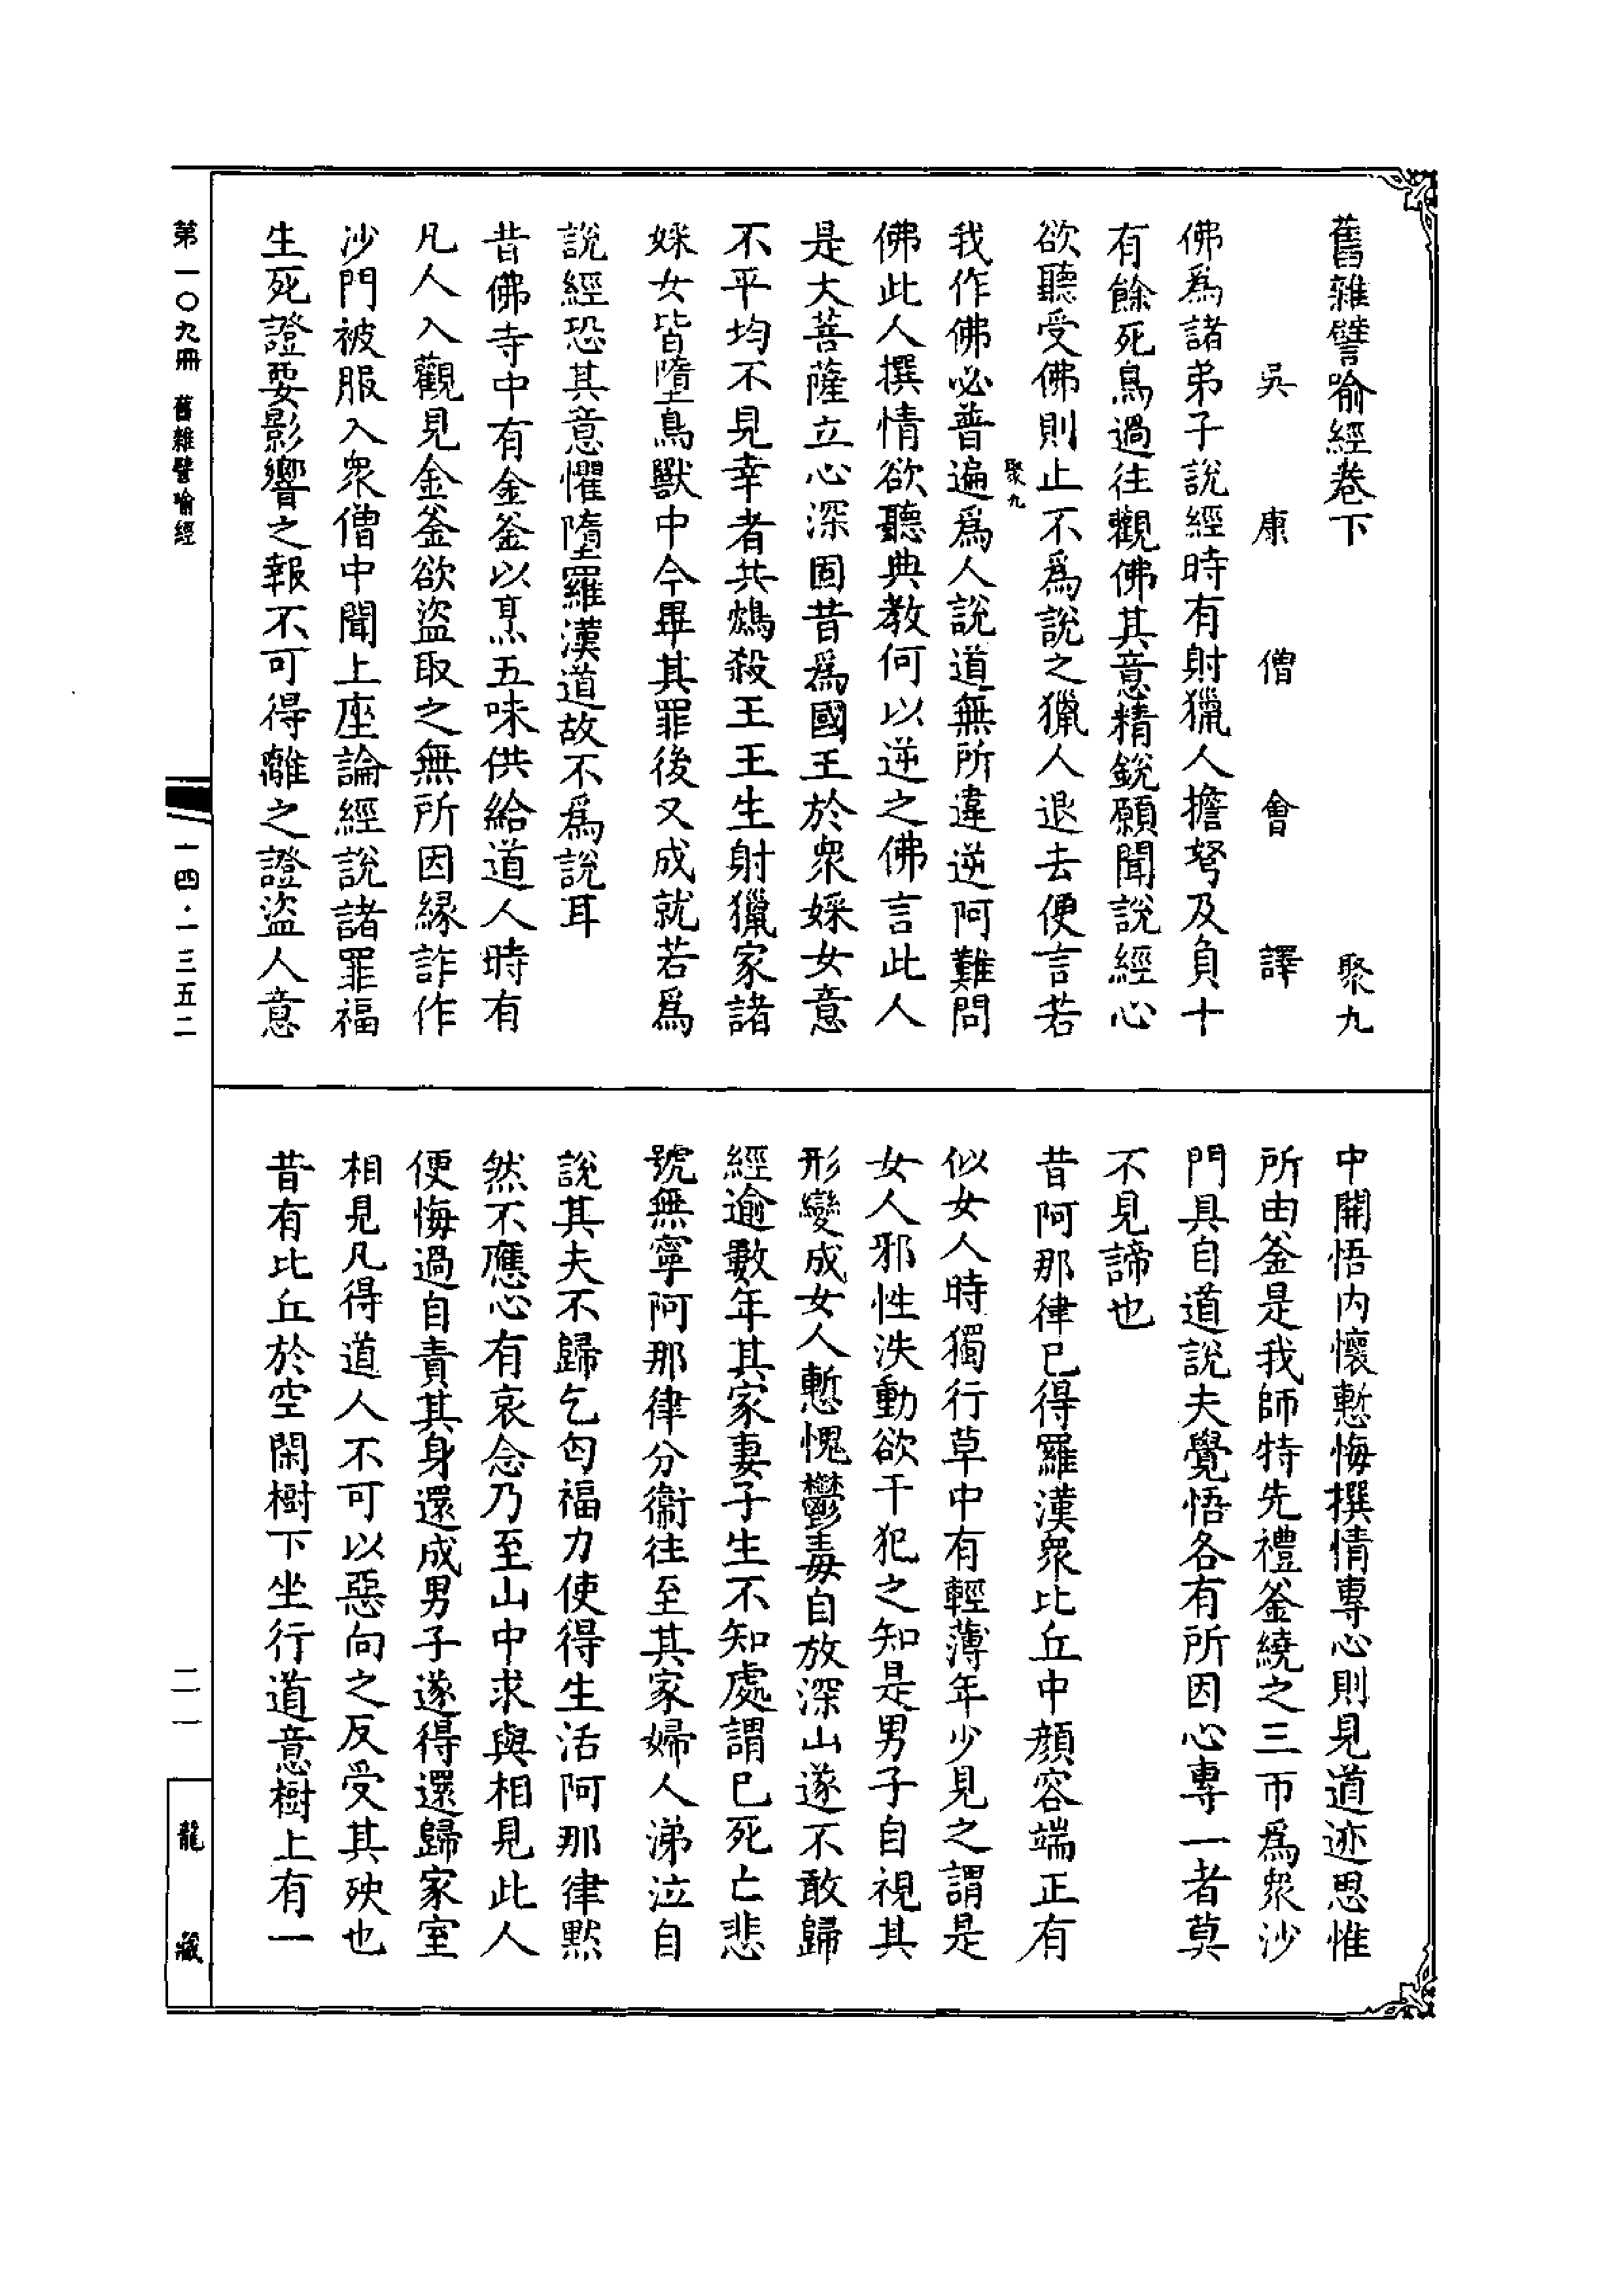 舊雜譬喻經卷下　聚九
吳康僧會譯
佛爲諸弟子說經時有射獵人擔弩及負十
有餘死鳥過往觀佛其意精銳願聞說經心
欲聽受佛則止不爲說之獵人退去便言若
聚九
我作佛必普遍爲人說道無所違逆阿難問
佛此人撰情欲聽典教何以逆之佛言此人
是大菩薩立心深固昔爲國王於衆婇女意
不平均不見幸者共鴆殺王王生射獵家諸
婇女皆墮鳥獸中今畢其罪後又成就若爲
說經恐其意懼墮羅漢道故不爲說耳
昔佛寺中有金釜以烹五味供給道人時有
凡人入觀見金釜欲盜取之無所因緣詐作
沙門被服入衆僧中聞上座論經說諸罪福
生死證要影響之報不可得離之證盜人意
中開悟內懷慙悔撰情專心則見道迹思惟
所由釜是我師特先禮釜繞之三帀爲衆沙
門具自道說夫覺悟各有所因心專一者莫
不見諦也
昔阿那律已得羅漢衆比丘中顏容端正有
似女人時獨行草中有輕薄年少見之謂是
女人邪性泆動欲干犯之知是男子自視其
形變成女人慙愧鬱毒自放深山遂不敢歸
經逾數年其家妻子生不知處謂已死亡悲
號無寧阿那律分衞往至其家婦人涕泣自
說其夫不歸乞匄福力使得生活阿那律默
然不應心有哀念乃至山中求與相見此人
便悔過自責其身還成男子遂得還歸家室
相見凡得道人不可以惡向之反受其殃也
昔有比丘於空閑樹下坐行道意樹上有一
第一〇九冊　舊雜譬喻經
一四·一三五二
二一
龍藏